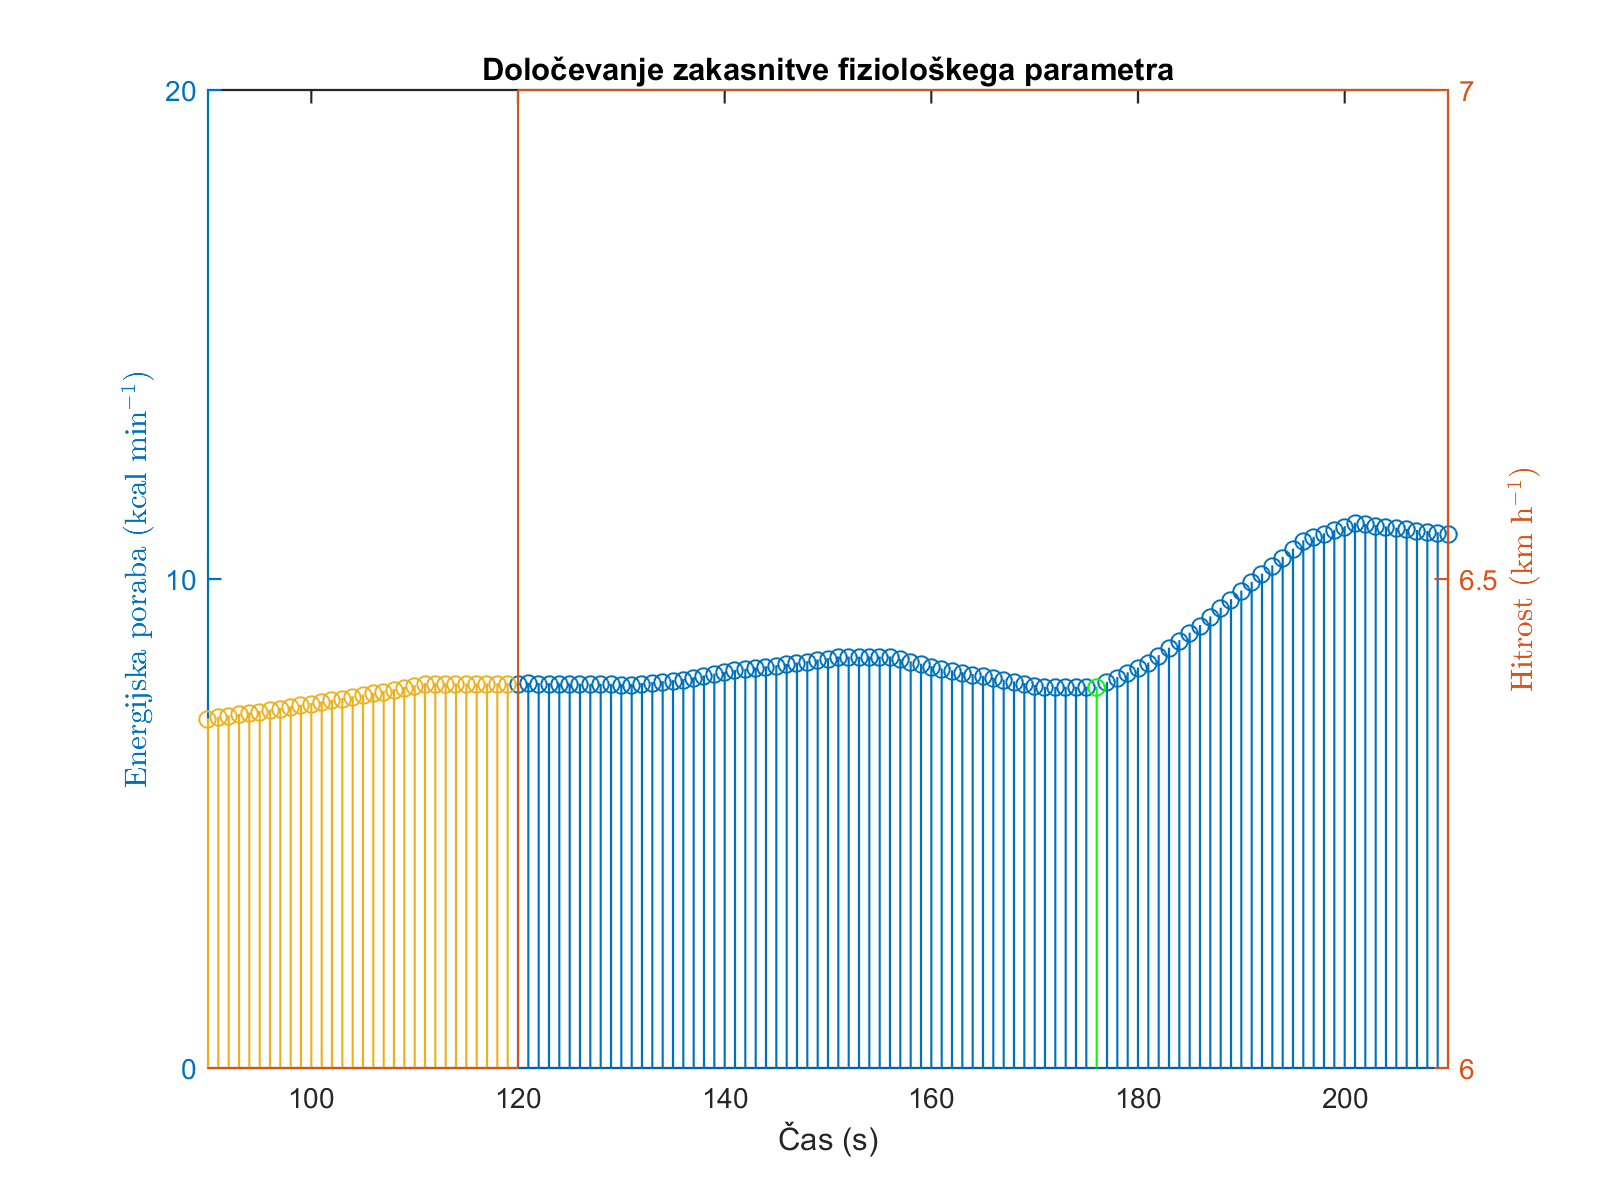 Določevanje zakasnitve fiziološkega parametra
20
10
0
Energijska poraba (kcal min⁻¹)
7
6.5
6
Hitrost (km h⁻¹)
100 120 140 160 180 200
Čas (s)